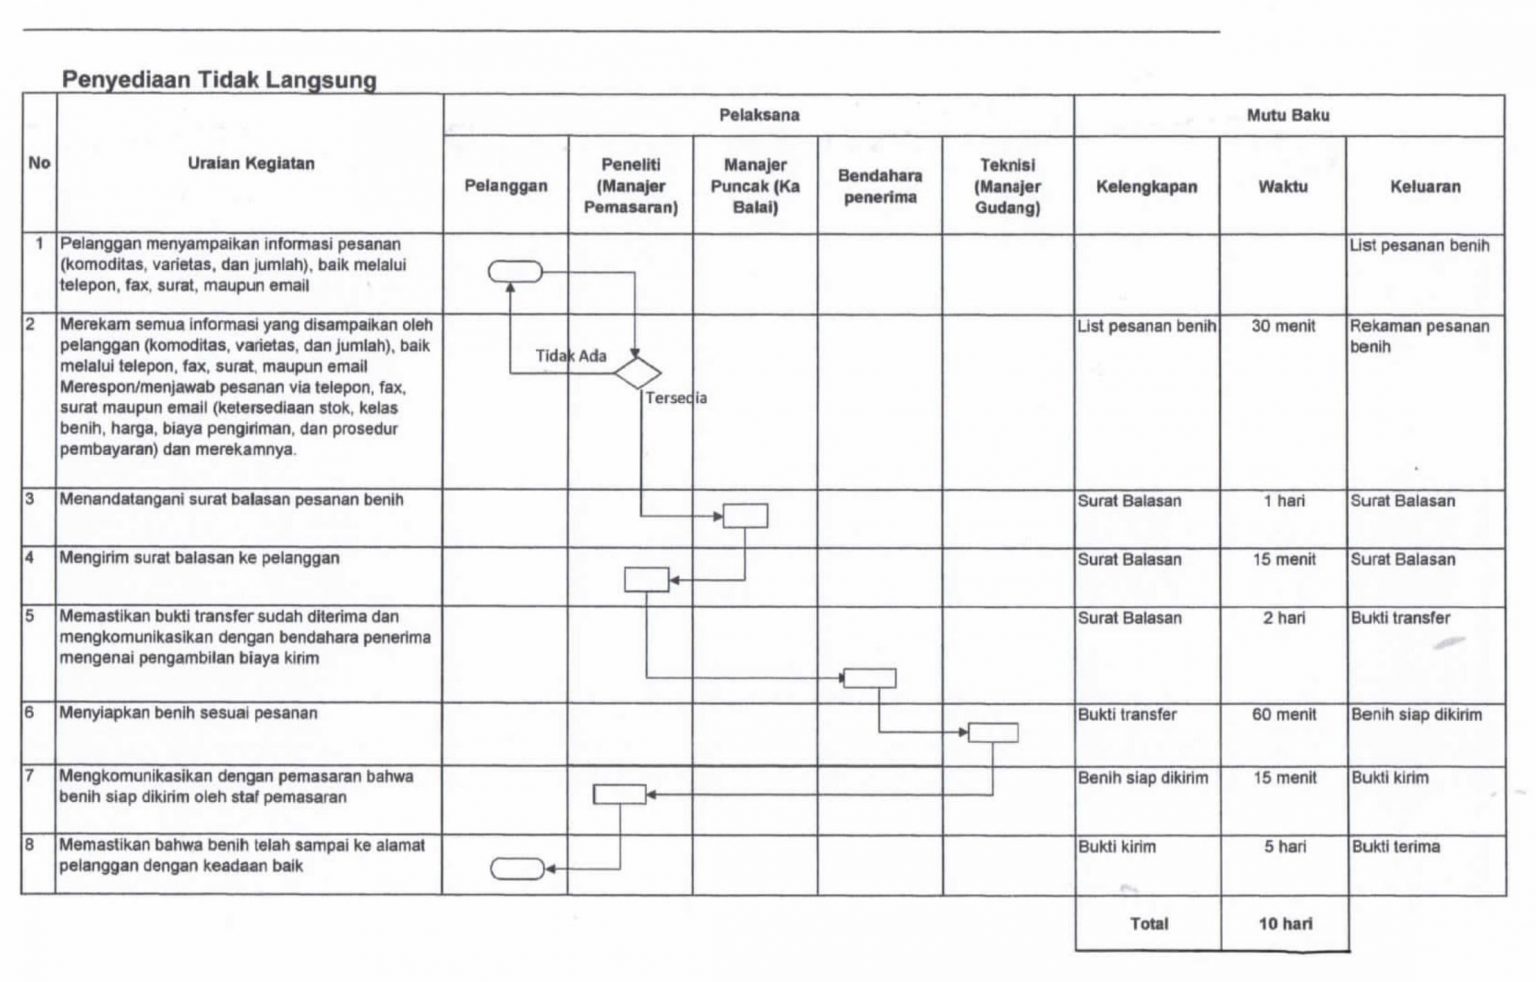 Penyediaan Tidak Langsung
No
Uraian Kegiatan
Pelaksana
Mutu Baku
Pelanggan
Peneliti
(Manajer
Pemasaran)
Manajer
Puncak (Ka
Balai)
Bendahara
penerima
Teknisi
(Manajer
Gudang)
Kelengkapan
Waktu
Keluaran
1
Pelanggan menyampaikan informasi pesanan
(komoditas, varietas, dan jumlah), baik melalui
telepon, fax, surat, maupun email
List pesanan benih
2
Merekam semua informasi yang disampaikan oleh
pelanggan (komoditas, varietas, dan jumlah), baik
melalui telepon, fax, surat, maupun email
Merespon/menjawab pesanan via telepon, fax,
surat maupun email (ketersediaan stok, kelas
benih, harga, biaya pengiriman, dan prosedur
pembayaran) dan merekamnya.
Tidak Ada
Tersedia
List pesanan benih
30 menit
Rekaman pesanan
benih
3
Menandatangani surat balasan pesanan benih
Surat Balasan
1 hari
Surat Balasan
4
Mengirim surat balasan ke pelanggan
Surat Balasan
15 menit
Surat Balasan
5
Memastikan bukti transfer sudah diterima dan
mengkomunikasikan dengan bendahara penerima
mengenai pengambilan biaya kirim
Surat Balasan
2 hari
Bukti transfer
6
Menyiapkan benih sesuai pesanan
Bukti transfer
60 menit
Benih siap dikirim
7
Mengkomunikasikan dengan pemasaran bahwa
benih siap dikirim oleh staf pemasaran
Benih siap dikirim
15 menit
Bukti kirim
8
Memastikan bahwa benih telah sampai ke alamat
pelanggan dengan keadaan baik
Bukti kirim
5 hari
Bukti terima
Total
10 hari